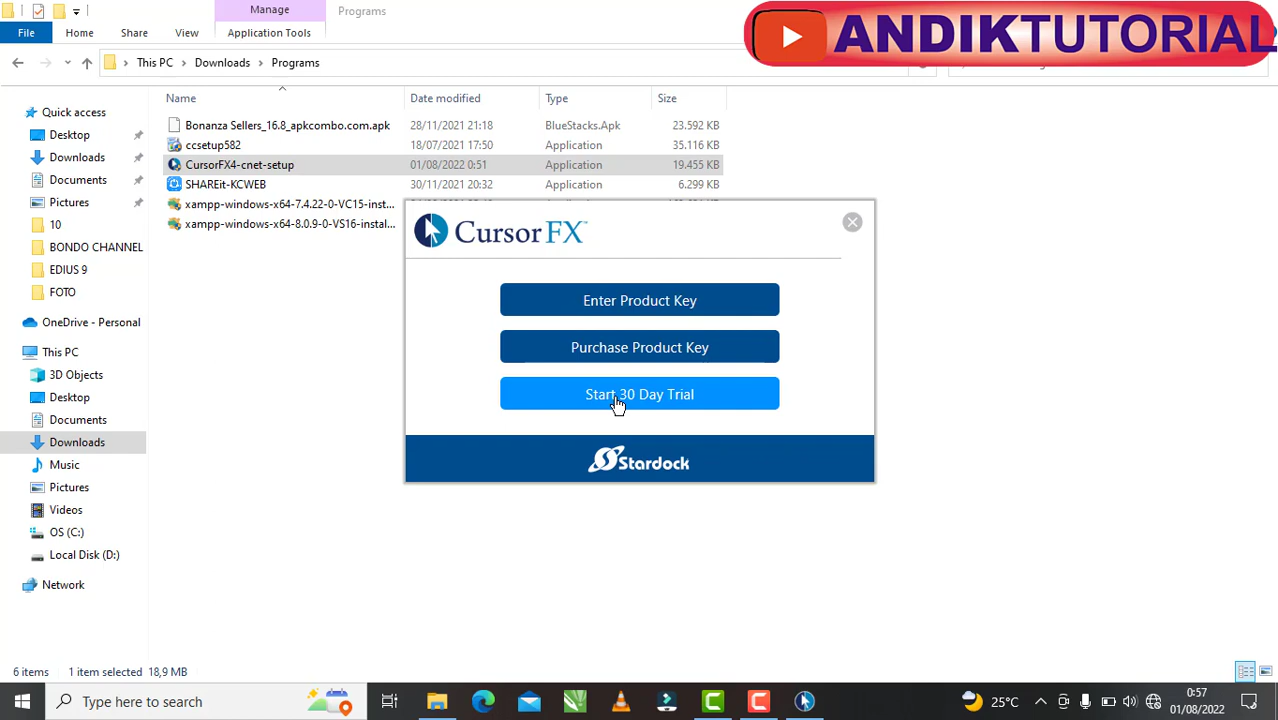 Manage
Programs
File
Home
Share
View
Application Tools
ANDIKTUTORIAL
This PC
Downloads
Programs
Name
Date modified
Type
Size
Bonanza Sellers_16.8_apkcombo.com.apk
28/11/2021 21:18
BlueStacks.Apk
23.592 KB
ccsetup582
18/07/2021 17:50
Application
35.116 KB
CursorFX4-cnet-setup
01/08/2022 0:51
Application
19.455 KB
SHAREit-KCWEB
30/11/2021 20:32
Application
6.299 KB
xampp-windows-x64-7.4.22-0-VC15-inst...
xampp-windows-x64-8.0.9-0-VS16-instal...
Quick access
Desktop
Downloads
Documents
Pictures
10
BONDO CHANNEL
EDIUS 9
FOTO
OneDrive - Personal
This PC
3D Objects
Desktop
Documents
Downloads
Music
Pictures
Videos
OS (C:)
Local Disk (D:)
Network
CursorFX™
Enter Product Key
Purchase Product Key
Start 30 Day Trial
Stardock
6 items
1 item selected 18,9 MB
Type here to search
25°C
0:57
01/08/2022